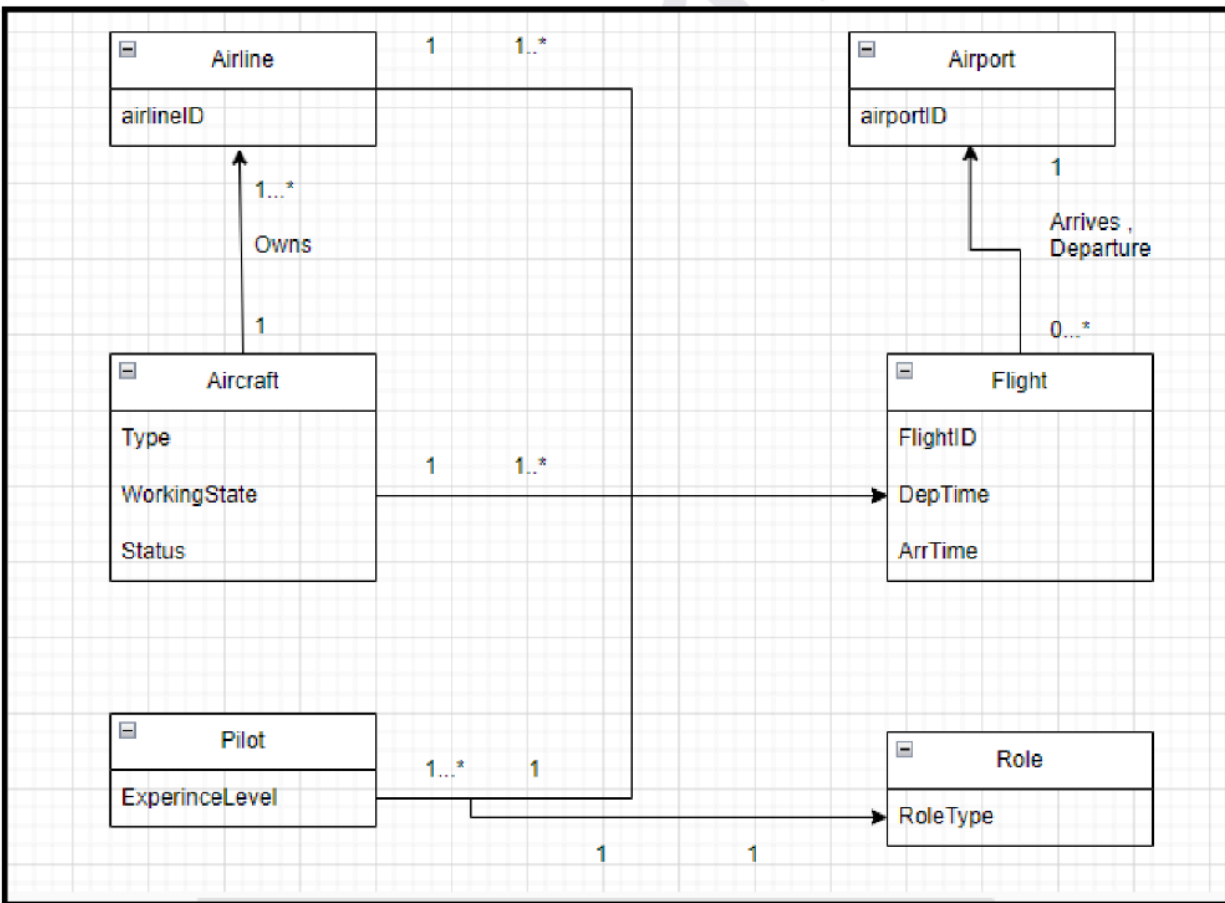 Airline
1 1..*
Airport
airlineID
airportID
1...*
1
Owns
Arrives ,
Departure
1
0...*
Aircraft
Flight
Type
FlightID
1 1..*
WorkingState
DepTime
Status
ArrTime
Pilot
Role
1...* 1
ExperinceLevel
RoleType
1 1